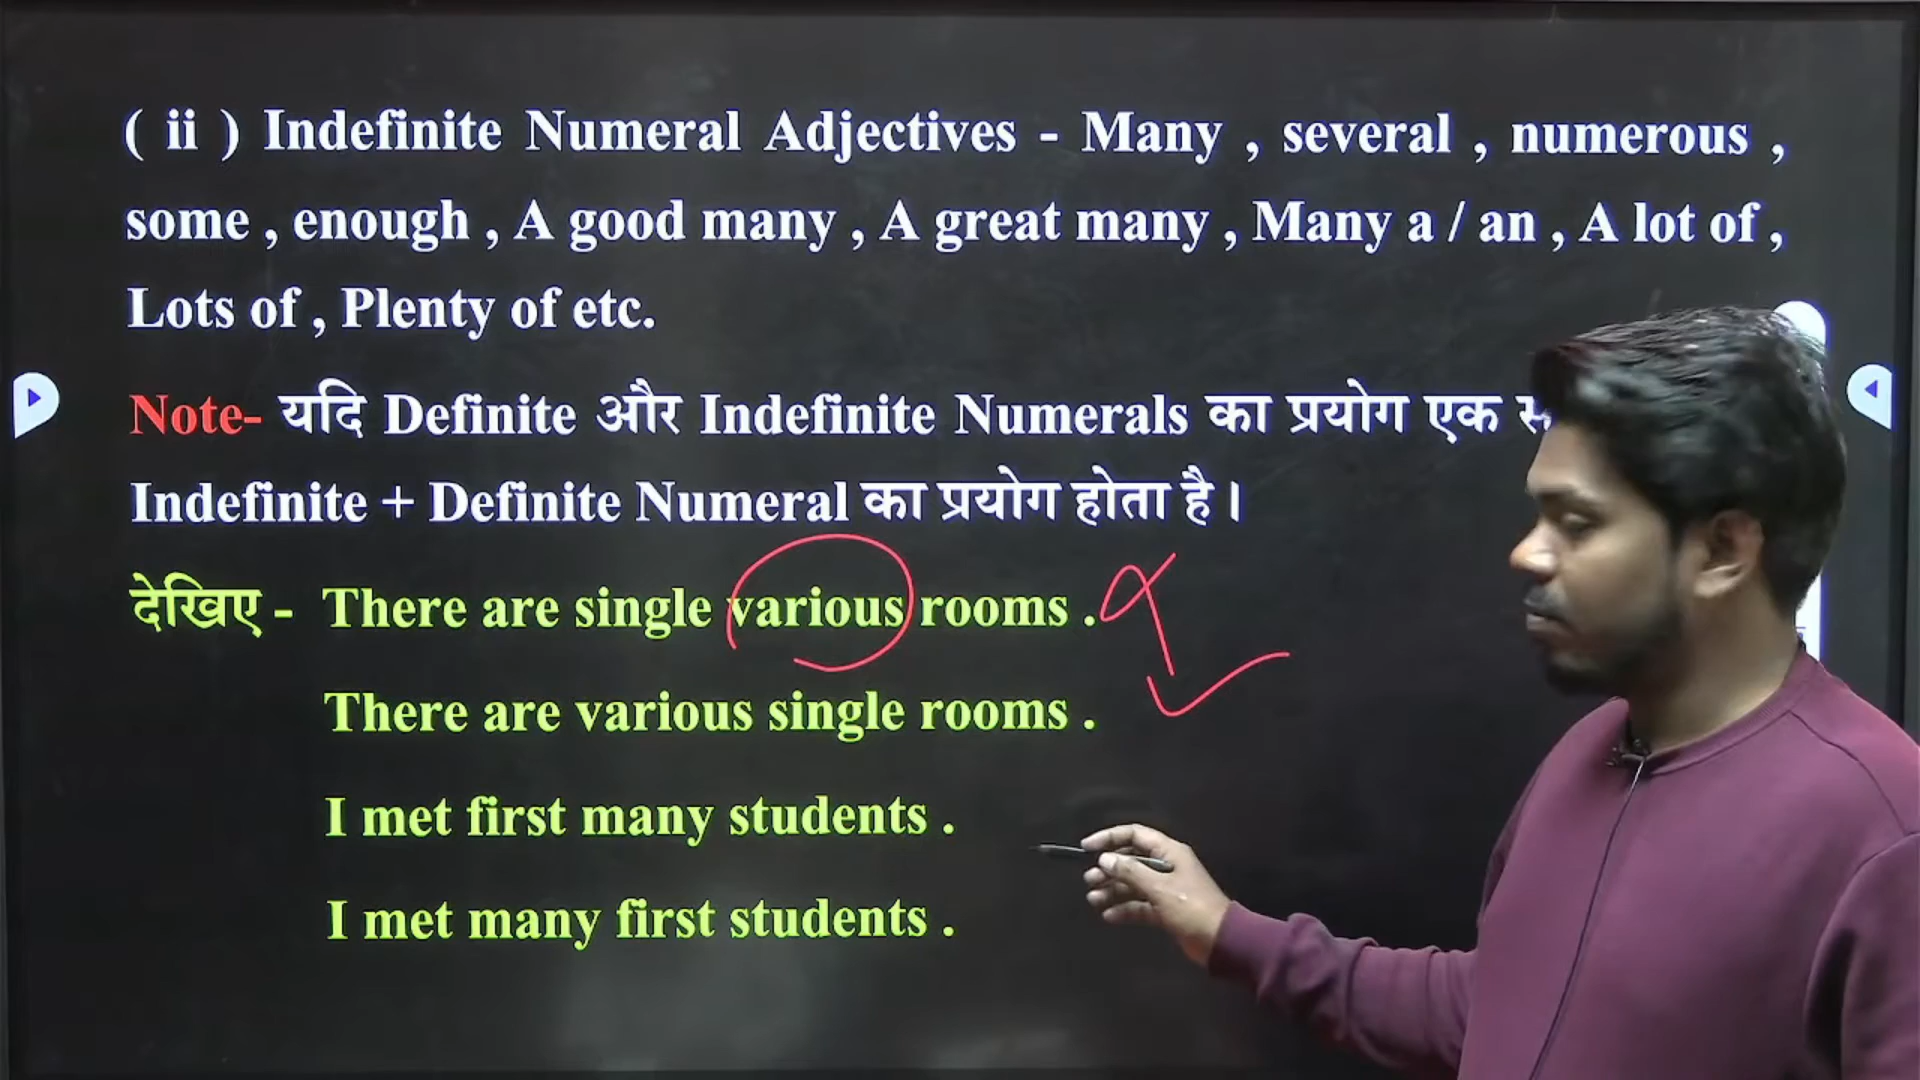 ( ii ) Indefinite Numeral Adjectives - Many , several , numerous ,
some , enough , A good many , A great many , Many a / an , A lot of ,
Lots of , Plenty of etc.
Note- यदि Definite और Indefinite Numerals का प्रयोग एक
Indefinite + Definite Numeral का प्रयोग होता है।
देखिए - There are single various rooms .
There are various single rooms .
I met first many students .
I met many first students .